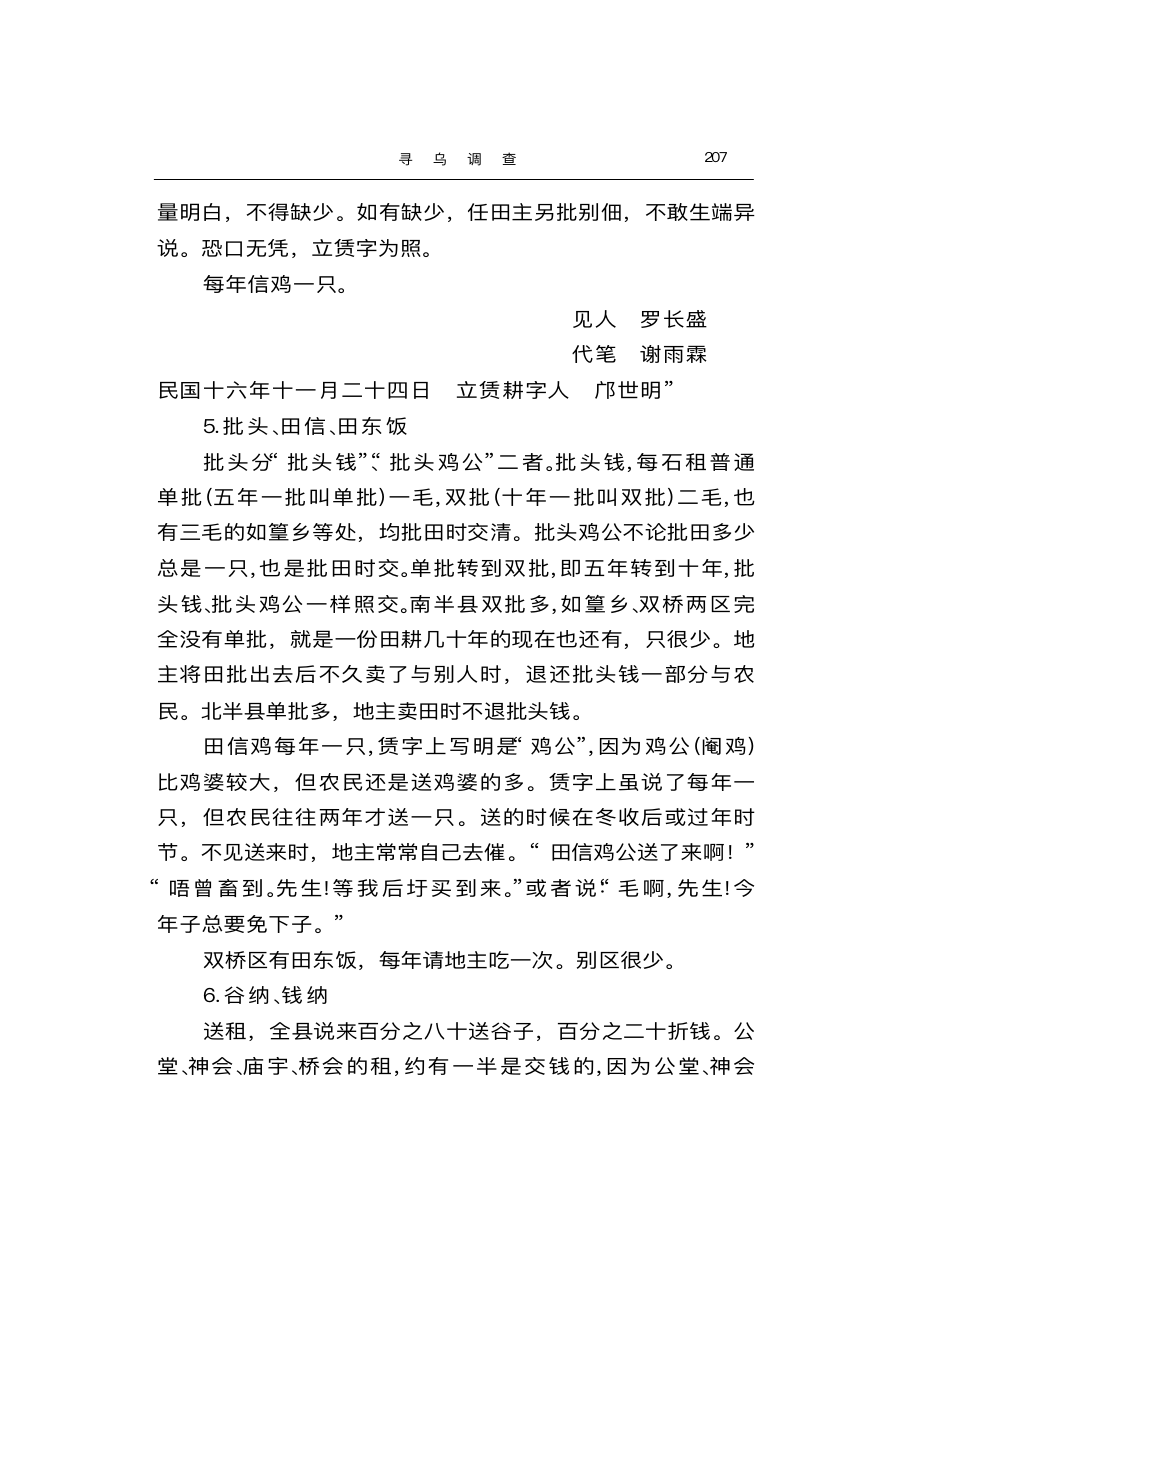 寻乌调查 207
量明白，不得缺少。如有缺少，任田主另批别佃，不敢生端异
说。恐口无凭，立赁字为照。
每年信鸡一只。
见人 罗长盛
代笔 谢雨霖
民国十六年十一月二十四日 立赁耕字人 邝世明”
5.批头、田信、田东饭
批头分“批头钱”、“批头鸡公”二者。批头钱,每石租普通
单批(五年一批叫单批)一毛,双批(十年一批叫双批)二毛,也
有三毛的如篁乡等处，均批田时交清。批头鸡公不论批田多少
总是一只,也是批田时交。单批转到双批,即五年转到十年,批
头钱、批头鸡公一样照交。南半县双批多,如篁乡、双桥两区完
全没有单批，就是一份田耕几十年的现在也还有，只很少。地
主将田批出去后不久卖了与别人时，退还批头钱一部分与农
民。北半县单批多，地主卖田时不退批头钱。
田信鸡每年一只,赁字上写明是“鸡公”,因为鸡公(阉鸡)
比鸡婆较大，但农民还是送鸡婆的多。赁字上虽说了每年一
只，但农民往往两年才送一只。送的时候在冬收后或过年时
节。不见送来时，地主常常自己去催。“田信鸡公送了来啊！”
“唔曾畜到。先生!等我后圩买到来。”或者说:“毛啊,先生!今
年子总要免下子。”
双桥区有田东饭，每年请地主吃一次。别区很少。
6.谷纳、钱纳
送租，全县说来百分之八十送谷子，百分之二十折钱。公
堂、神会、庙宇、桥会的租,约有一半是交钱的,因为公堂、神会